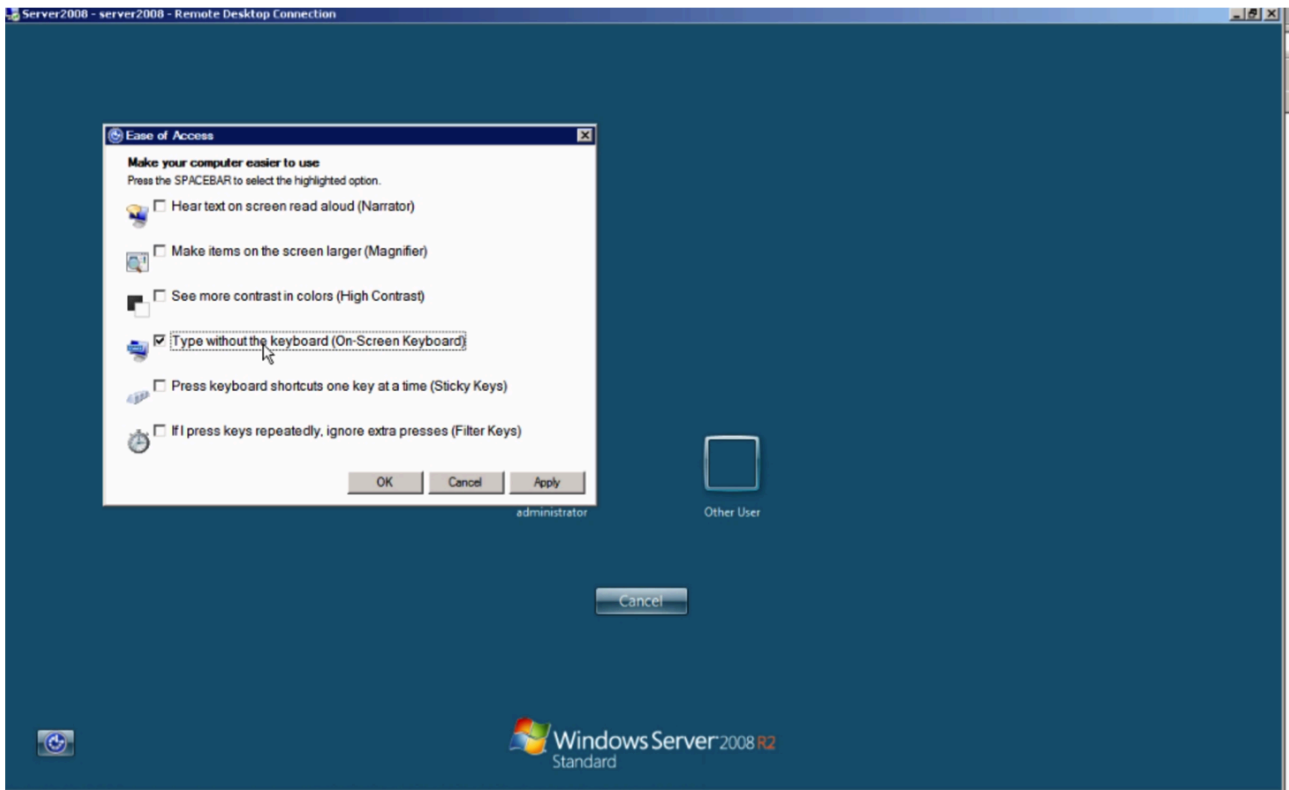 Server2008 - server2008 - Remote Desktop Connection
Ease of Access
Make your computer easier to use
Press the SPACEBAR to select the highlighted option.
Hear text on screen read aloud (Narrator)
Make items on the screen larger (Magnifier)
See more contrast in colors (High Contrast)
Type without the keyboard (On-Screen Keyboard)
Press keyboard shortcuts one key at a time (Sticky Keys)
If I press keys repeatedly, ignore extra presses (Filter Keys)
OK Cancel Apply
administrator Other User
Cancel
Windows Server 2008 R2
Standard